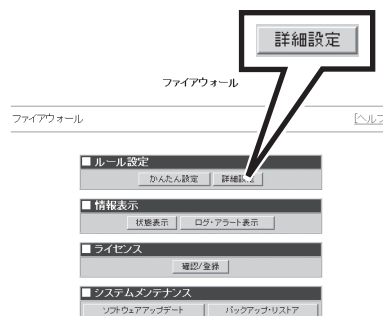 詳細設定
ファイアウォール
ファイアウォール [ヘルプ
■ ルール設定
かんたん設定 詳細設定
■ 情報表示
状態表示 ログ・アラート表示
■ ライセンス
確認/登録
■ システムメンテナンス
ソフトウェアアップデート バックアップ・リストア